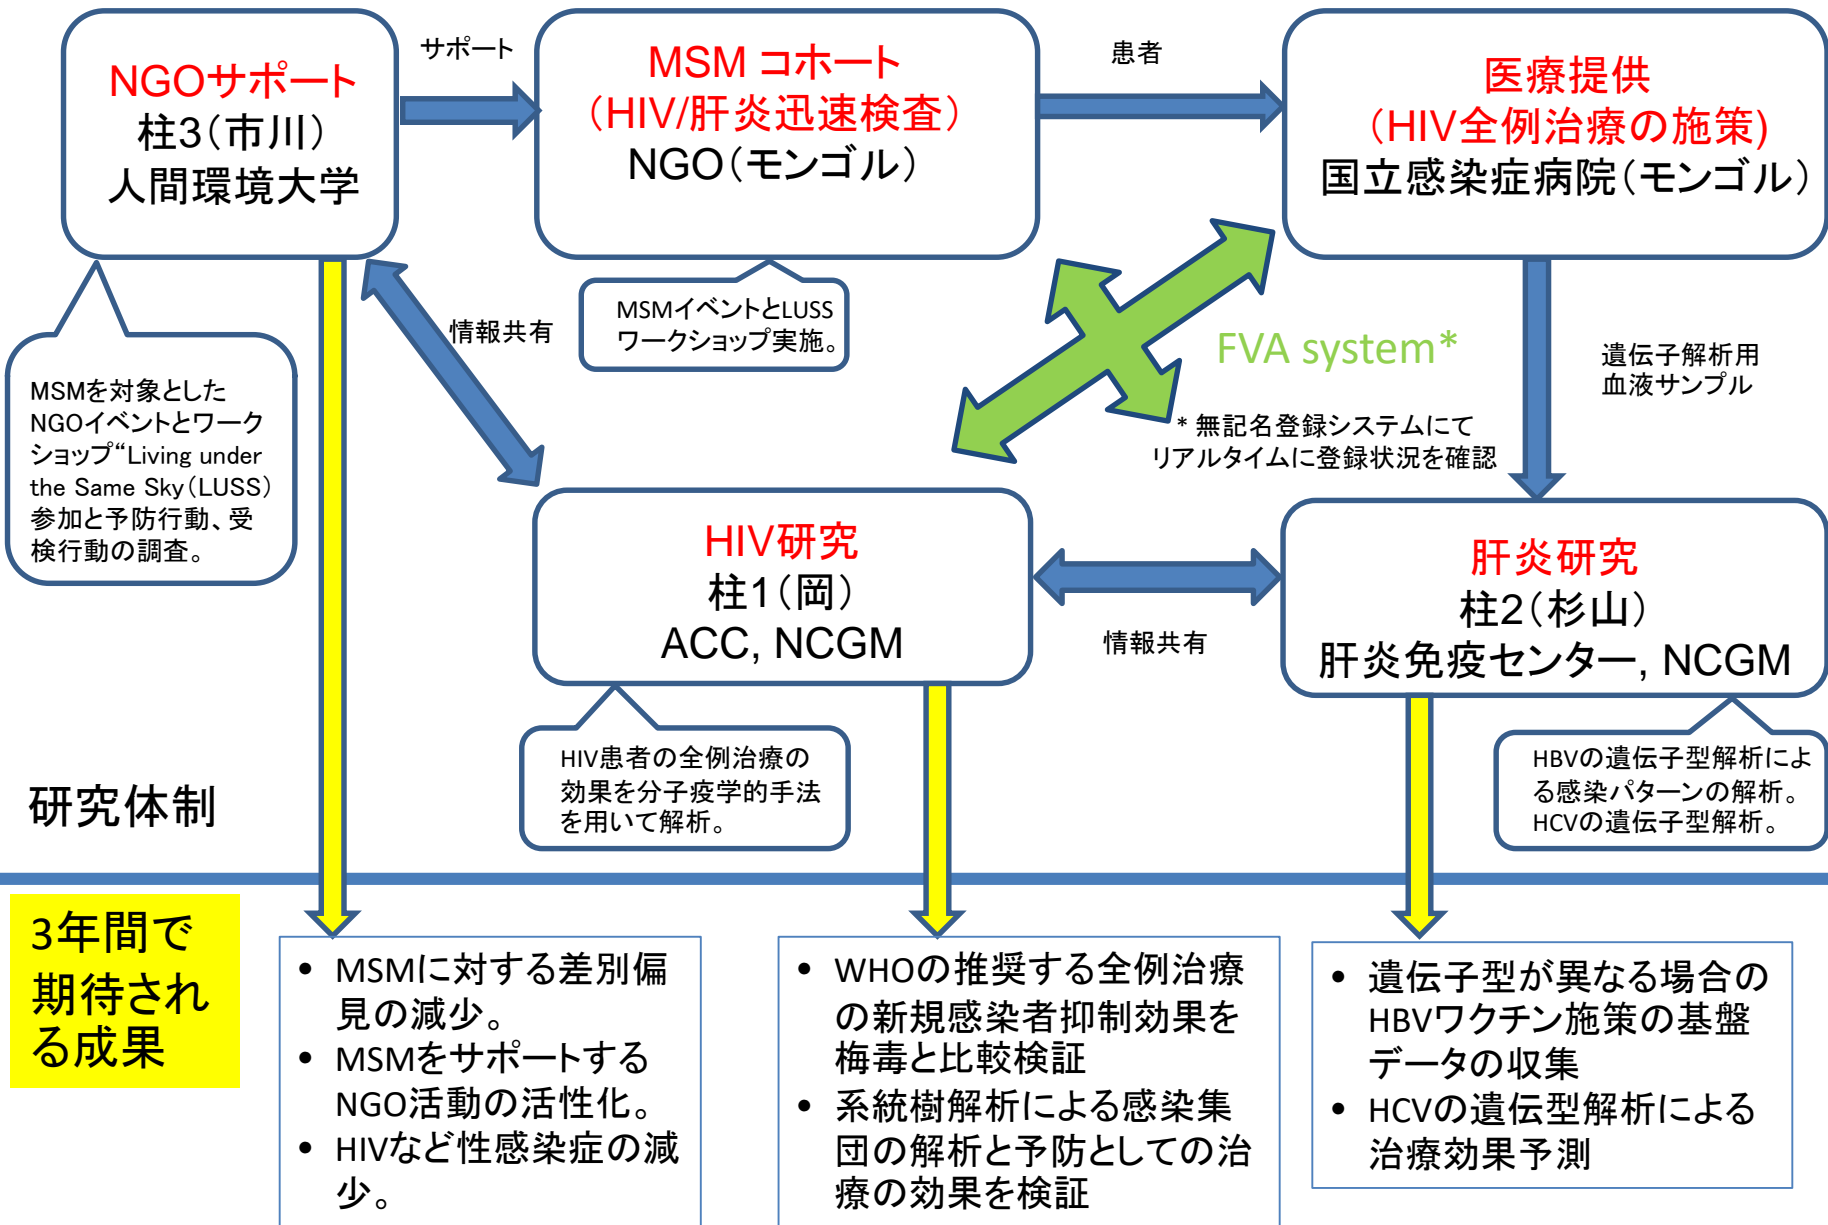 NGOサポート
柱3（市川）
人間環境大学
サポート
MSM コホート
（HIV/肝炎迅速検査）
NGO（モンゴル）
患者
医療提供
（HIV全例治療の施策)
国立感染症病院（モンゴル）
MSMを対象とした
NGOイベントとワーク
ショップ“Living under
the Same Sky（LUSS）
参加と予防行動、受
検行動の調査。
情報共有
MSMイベントとLUSS
ワークショップ実施。
FVA system*
* 無記名登録システムにて
リアルタイムに登録状況を確認
遺伝子解析用
血液サンプル
HIV研究
柱1（岡）
ACC, NCGM
情報共有
肝炎研究
柱2（杉山）
肝炎免疫センター, NCGM
HIV患者の全例治療の
効果を分子疫学的手法
を用いて解析。
HBVの遺伝子型解析によ
る感染パターンの解析。
HCVの遺伝子型解析。
研究体制
3年間で
期待され
る成果
• MSMに対する差別偏
見の減少。
• MSMをサポートする
NGO活動の活性化。
• HIVなど性感染症の減
少。
• WHOの推奨する全例治療
の新規感染者抑制効果を
梅毒と比較検証
• 系統樹解析による感染集
団の解析と予防としての治
療の効果を検証
• 遺伝子型が異なる場合の
HBVワクチン施策の基盤
データの収集
• HCVの遺伝型解析による
治療効果予測